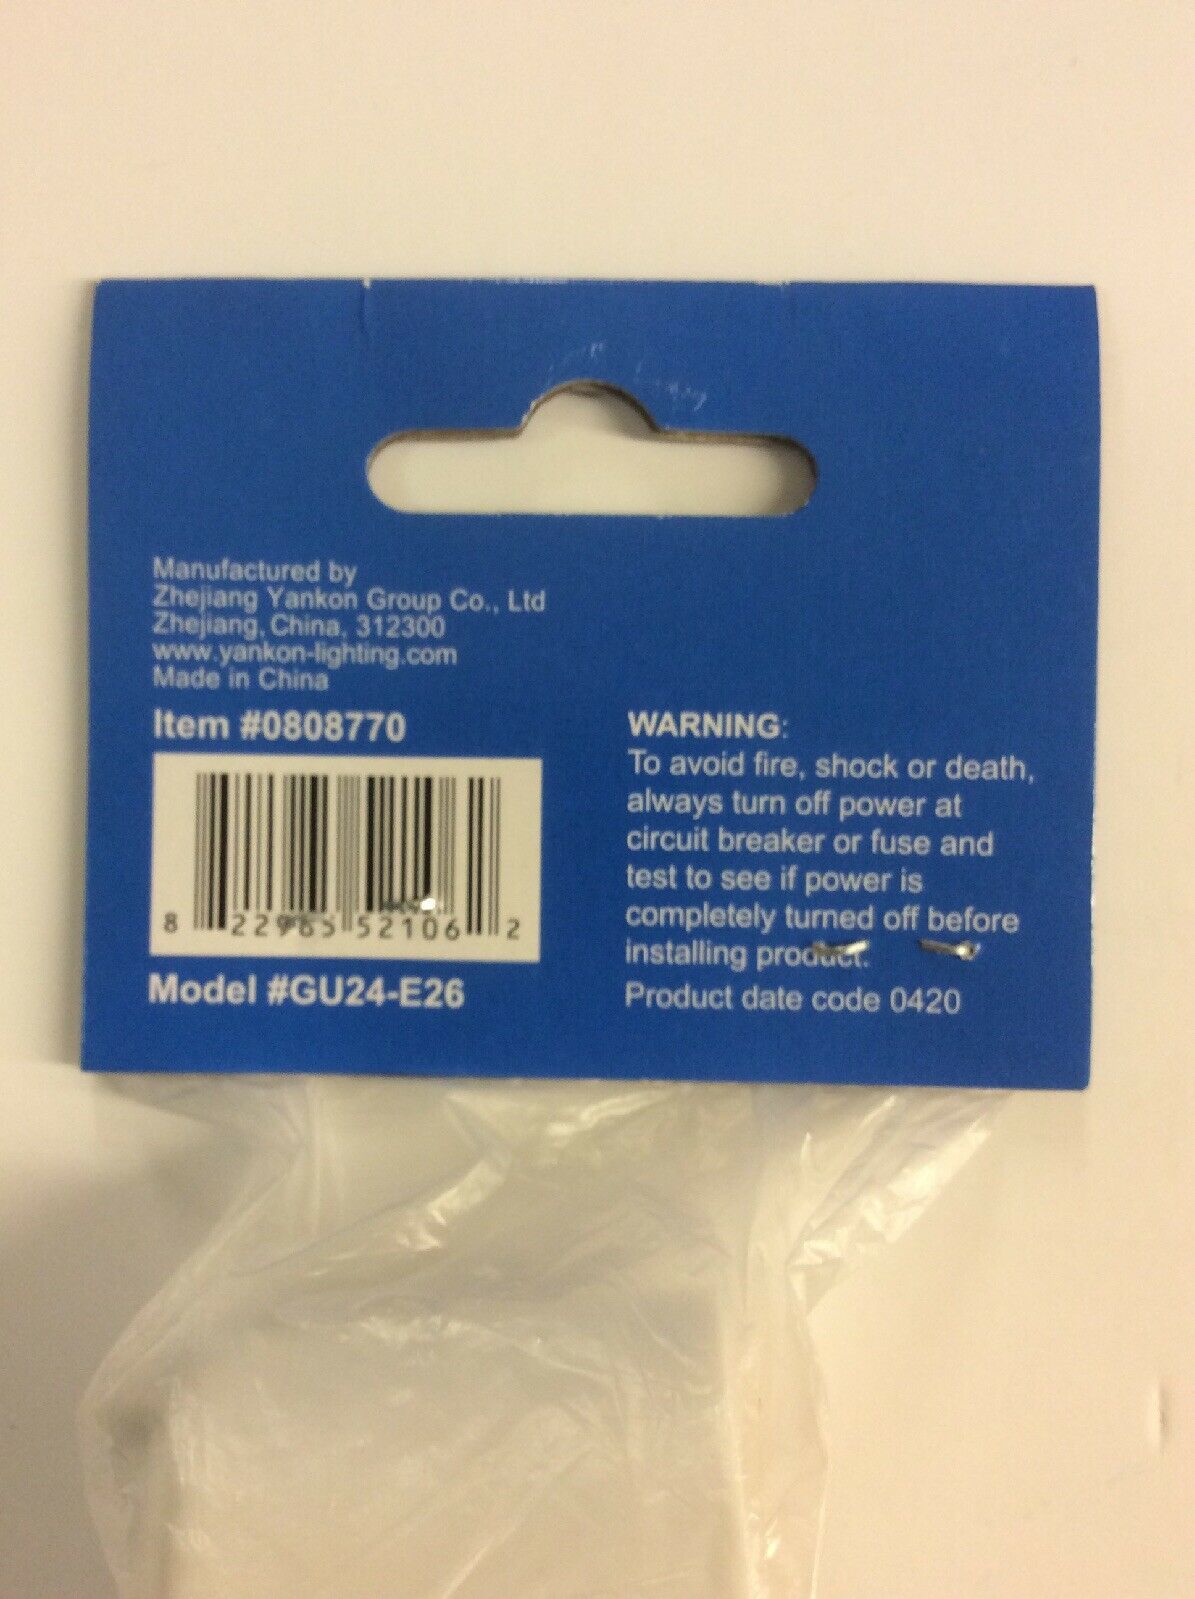 Manufactured by
Zhejiang Yankon Group Co., Ltd
Zhejiang, China, 312300
www.yankon-lighting.com
Made in China
Item #0808770
8 22985 52106 2
Model #GU24-E26
WARNING:
To avoid fire, shock or death,
always turn off power at
circuit breaker or fuse and
test to see if power is
completely turned off before
installing product.
Product date code 0420